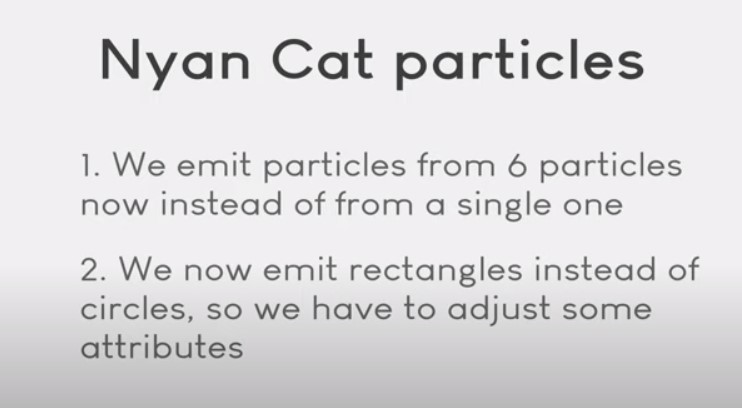 Nyan Cat particles
1. We emit particles from 6 particles
now instead of from a single one
2. We now emit rectangles instead of
circles, so we have to adjust some
attributes